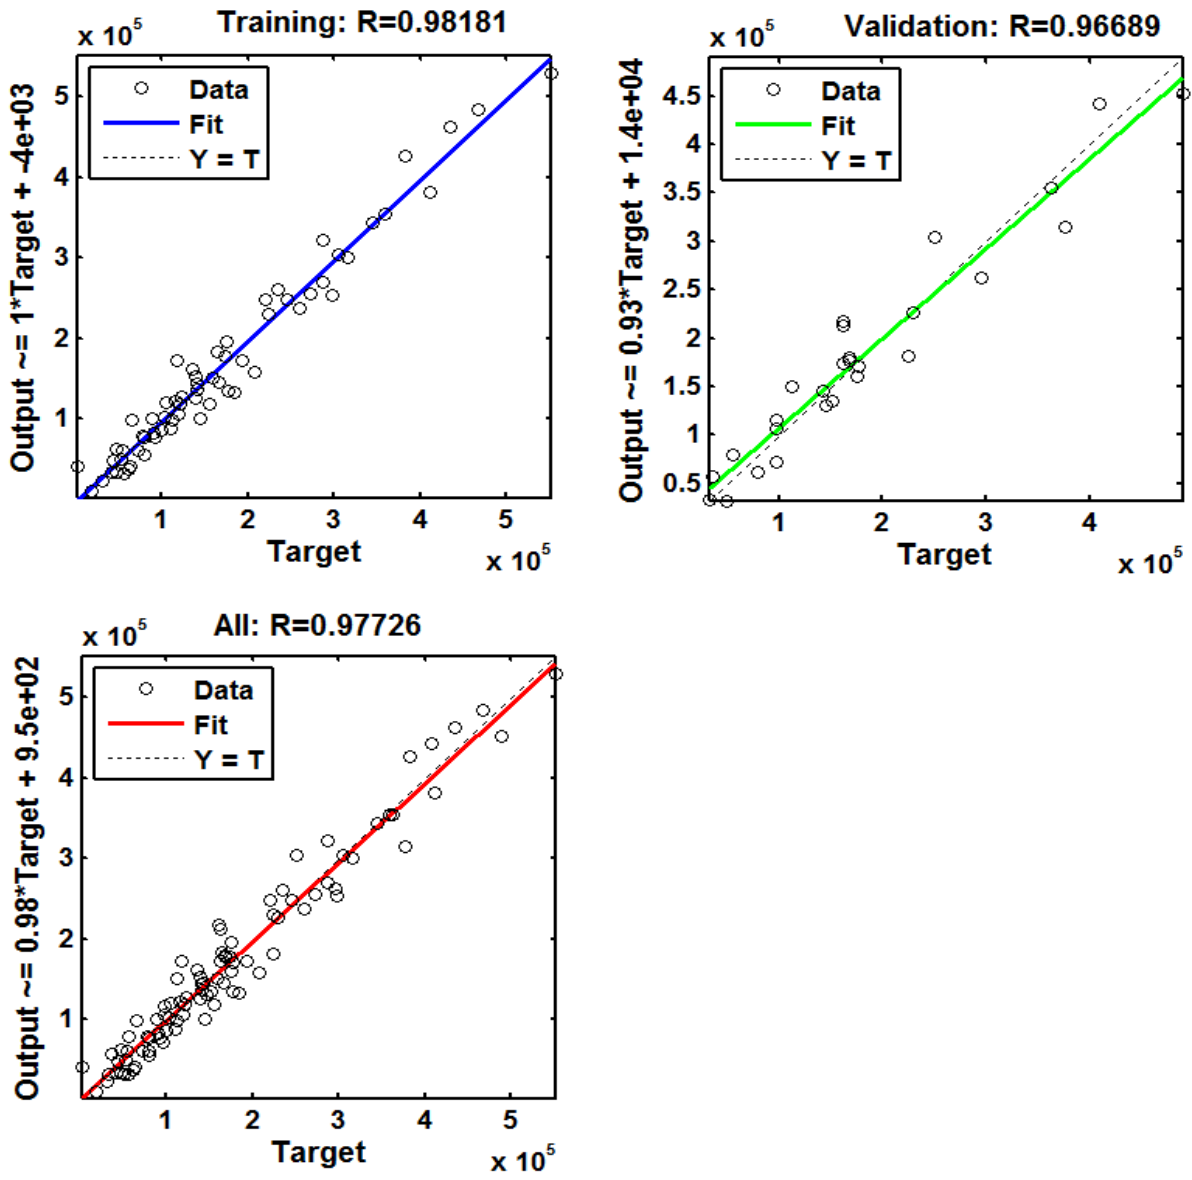 Training: R=0.98181
x 10^5
Output ~= 1*Target + -4e+03
Data
Fit
Y = T
5
4
3
2
1
1 2 3 4 5
Target
x 10^5
Validation: R=0.96689
x 10^5
Output ~= 0.93*Target + 1.4e+04
Data
Fit
Y = T
4.5
4
3.5
3
2.5
2
1.5
1
0.5
1 2 3 4
Target
x 10^5
All: R=0.97726
x 10^5
Output ~= 0.98*Target + 9.5e+02
Data
Fit
Y = T
5
4
3
2
1
1 2 3 4 5
Target
x 10^5